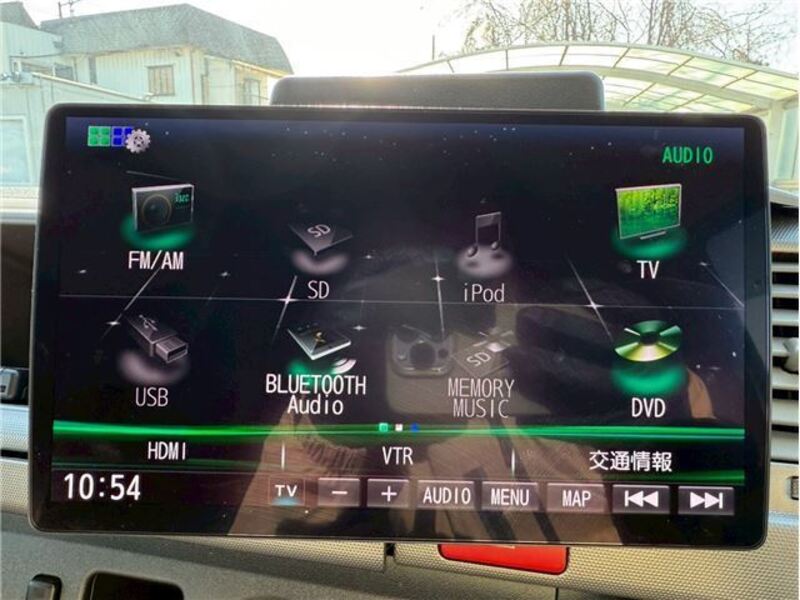 AUDIO
FM/AM
SD
iPod
TV
USB
BLUETOOTH
Audio
MEMORY
MUSIC
DVD
HDMI
VTR
交通情報
10:54
TV
AUDIO
MENU
MAP